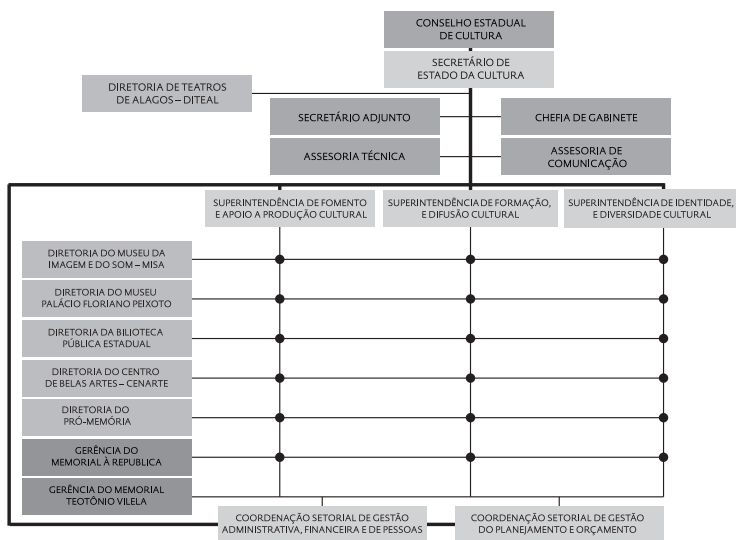 CONSELHO ESTADUAL
DE CULTURA
SECRETÁRIO DE
ESTADO DA CULTURA
DIRETORIA DE TEATROS
DE ALAGOS – DITEAL
SECRETÁRIO ADJUNTO
CHEFIA DE GABINETE
ASSESORIA TÉCNICA
ASSESORIA DE
COMUNICAÇÃO
SUPERINTENDÊNCIA DE FOMENTO
E APOIO A PRODUÇÃO CULTURAL
SUPERINTENDÊNCIA DE FORMAÇÃO,
E DIFUSÃO CULTURAL
SUPERINTENDÊNCIA DE IDENTIDADE,
E DIVERSIDADE CULTURAL
DIRETORIA DO MUSEU DA
IMAGEM E DO SOM – MISA
DIRETORIA DO MUSEU
PALÁCIO FLORIANO PEIXOTO
DIRETORIA DA BILIOTECA
PÚBLICA ESTADUAL
DIRETORIA DO CENTRO
DE BELAS ARTES – CENARTE
DIRETORIA DO
PRÓ-MEMÓRIA
GERÊNCIA DO
MEMORIAL À REPUBLICA
GERÊNCIA DO MEMORIAL
TEOTÔNIO VILELA
COORDENAÇÃO SETORIAL DE GESTÃO
ADMINISTRATIVA, FINANCEIRA E DE PESSOAS
COORDENAÇÃO SETORIAL DE GESTÃO
DO PLANEJAMENTO E ORÇAMENTO